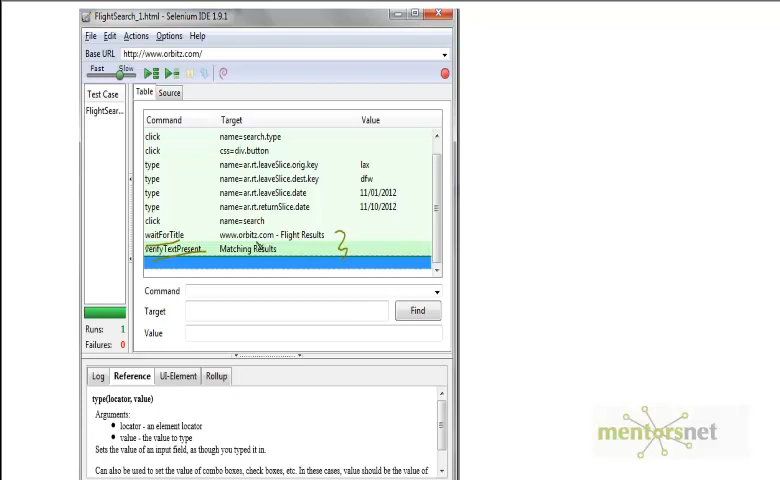 FlightSearch_1.html - Selenium IDE 1.9.1
File Edit Actions Options Help
Base URL http://www.orbitz.com/
Fast Slow
Test Case
FlightSear...
Table Source
Command Target Value
click name=search.type
click css=div.button
type name=ar.rt.leaveSlice.orig.key lax
type name=ar.rt.leaveSlice.dest.key dfw
type name=ar.rt.leaveSlice.date 11/01/2012
type name=ar.rt.returnSlice.date 11/10/2012
click name=search
waitForTitle www.orbitz.com - Flight Results
verifyTextPresent Matching Results
Command
Target Find
Value
Runs: 1
Failures: 0
Log Reference UI-Element Rollup
type(locator, value)
Arguments:
locator - an element locator
value - the value to type
Sets the value of an input field, as though you typed it in.
Can also be used to set the value of combo boxes, check boxes, etc. In these cases, value should be the value of
mentorsnet